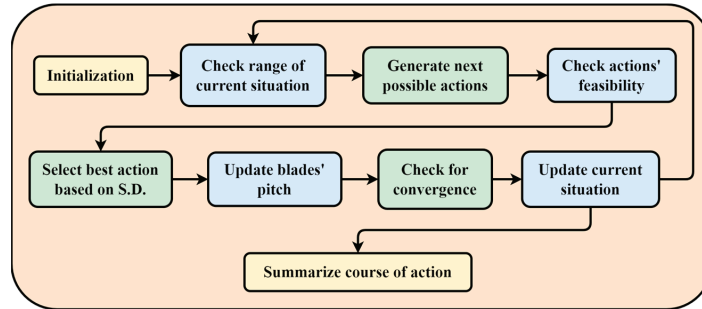 Initialization
Check range of
current situation
Generate next
possible actions
Check actions'
feasibility
Select best action
based on S.D.
Update blades'
pitch
Check for
convergence
Update current
situation
Summarize course of action